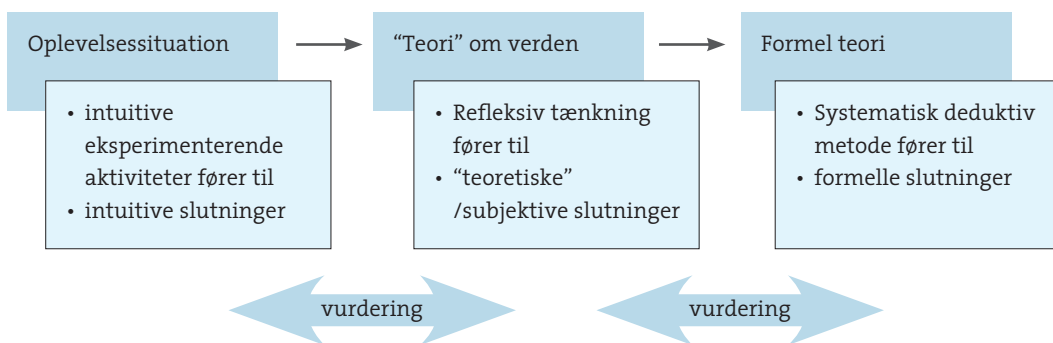 Oplevelsessituation
• intuitive
eksperimenterende
aktiviteter fører til
• intuitive slutninger
“Teori” om verden
• Refleksiv tænkning
fører til
• “teoretiske”
/subjektive slutninger
Formel teori
• Systematisk deduktiv
metode fører til
• formelle slutninger
vurdering
vurdering